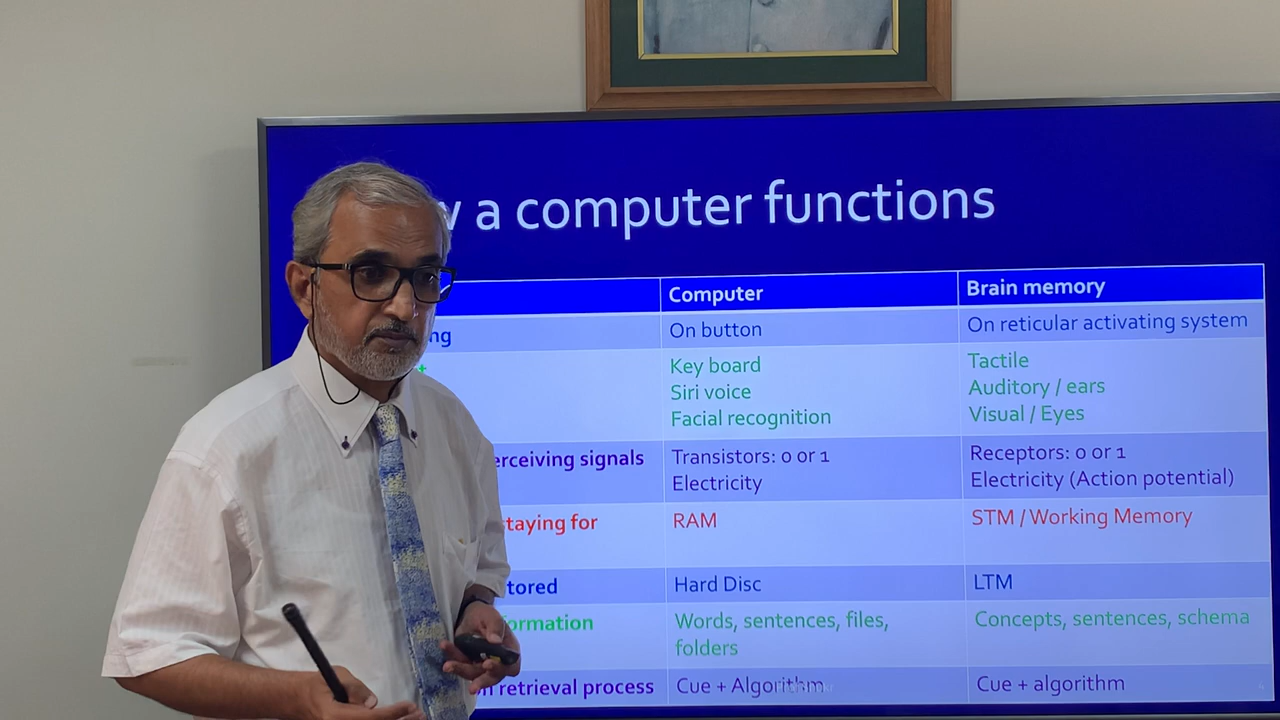 a computer functions
Computer
Brain memory
On button
On reticular activating system
Key board
Siri voice
Facial recognition
Tactile
Auditory / ears
Visual / Eyes
erceiving signals
Transistors: 0 or 1
Electricity
Receptors: 0 or 1
Electricity (Action potential)
taying for
RAM
STM / Working Memory
tored
Hard Disc
LTM
ormation
Words, sentences, files,
folders
Concepts, sentences, schema
retrieval process
Cue + Algorithm
Cue + algorithm